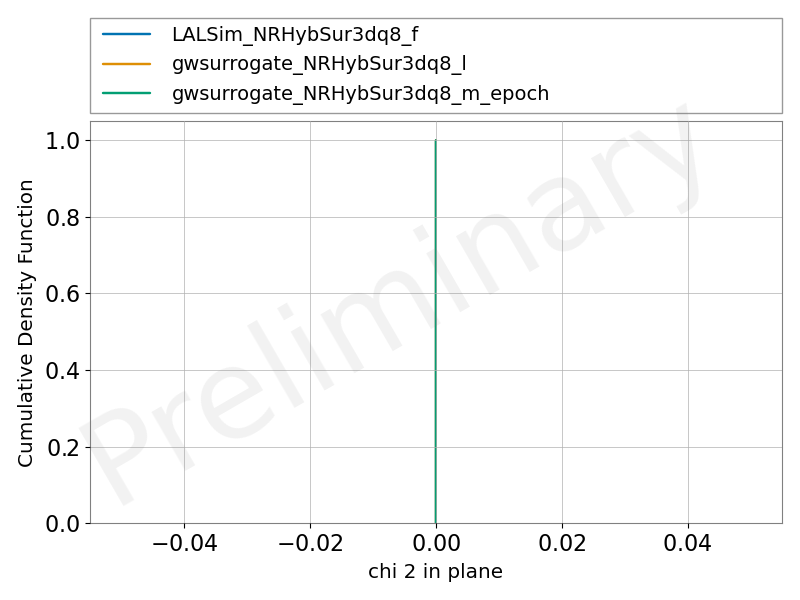 LALSim_NRHybSur3dq8_f
gwsurrogate_NRHybSur3dq8_l
gwsurrogate_NRHybSur3dq8_m_epoch
Preliminary
Cumulative Density Function
1.0
0.8
0.6
0.4
0.2
0.0
−0.04 −0.02 0.00 0.02 0.04
chi 2 in plane